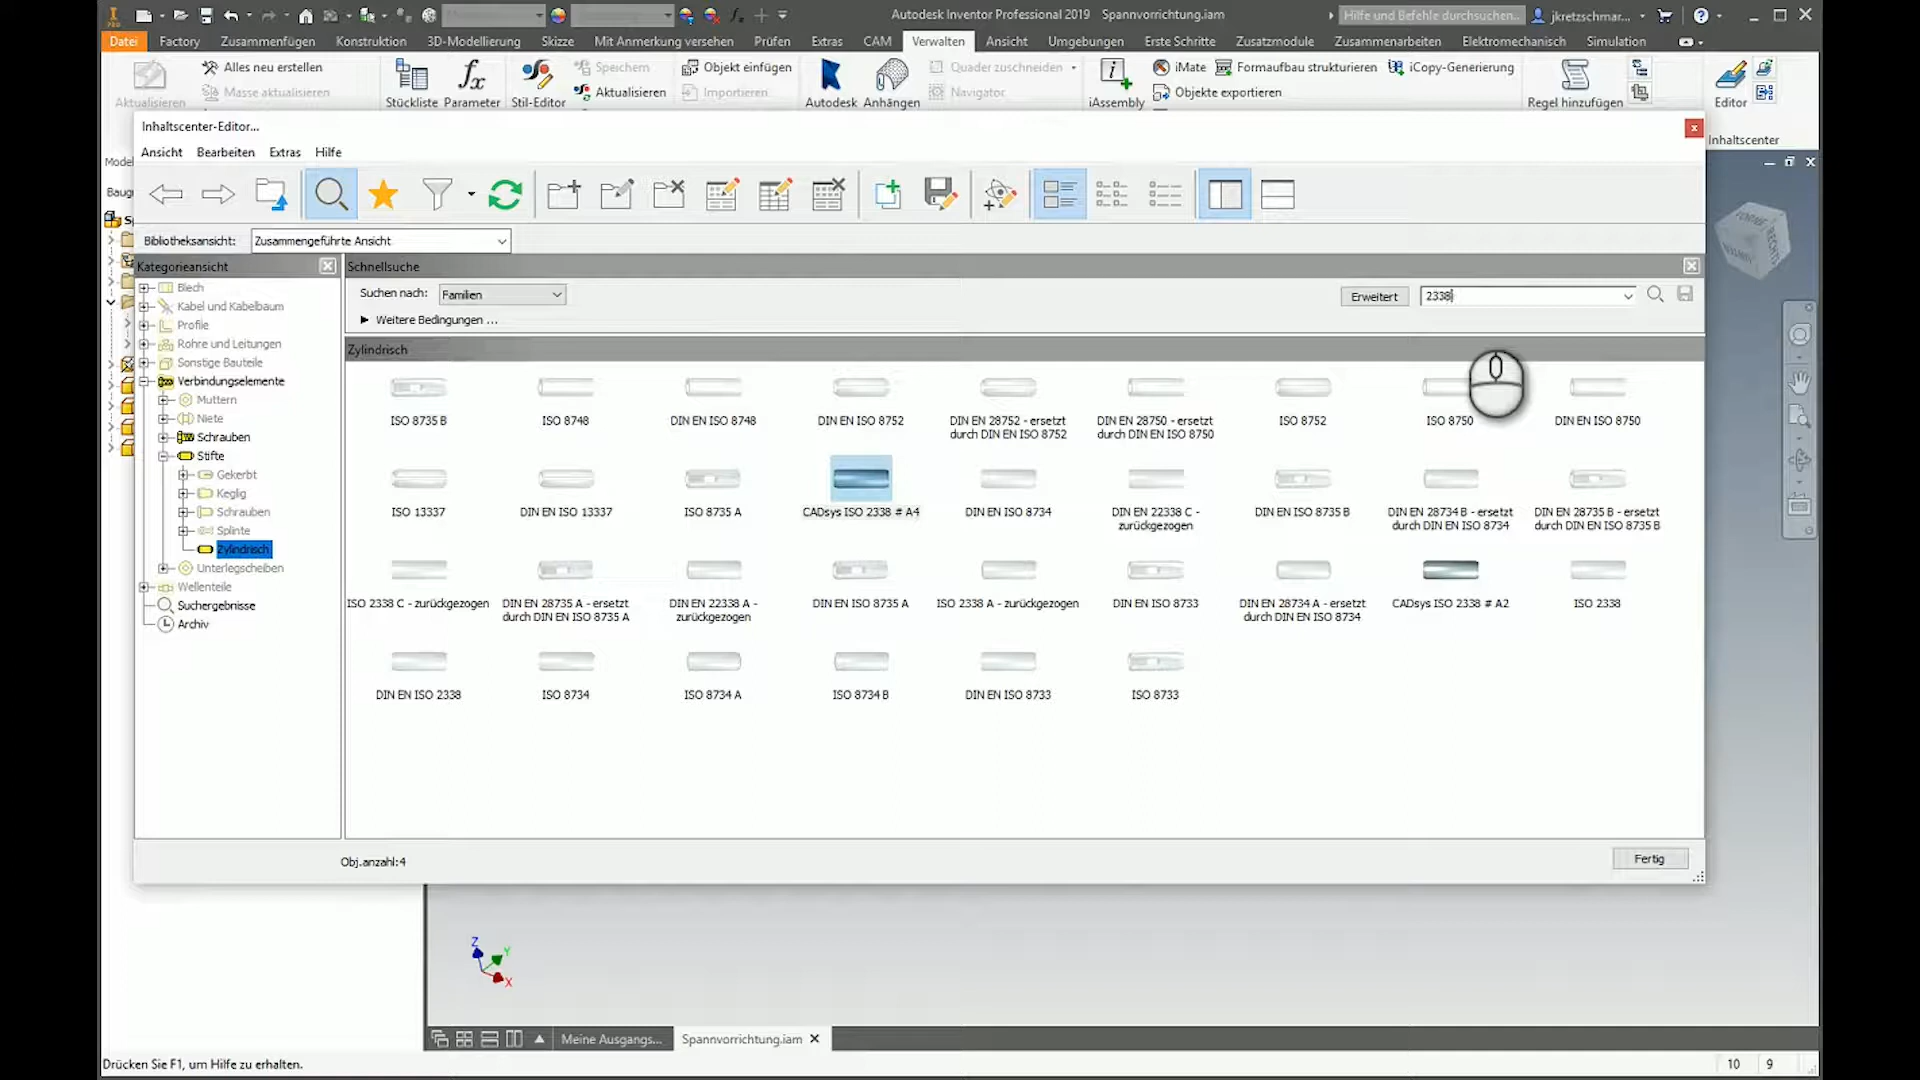 Autodesk Inventor Professional 2019 Spannvorrichtung.iam
Hilfe und Befehle durchsuchen... jkretzschmar...
Datei Factory Zusammenfügen Konstruktion 3D-Modellierung Skizze Mit Anmerkung versehen Prüfen Extras CAM Verwalten Ansicht Umgebungen Erste Schritte Zusatzmodule Zusammenarbeiten Elektromechanisch Simulation
Aktualisieren
Alles neu erstellen
Masse aktualisieren
Stückliste Parameter
Stil-Editor
Speichern
Aktualisieren
Objekt einfügen
Importieren
Autodesk Anhängen
Quader zuschneiden
Navigator
iAssembly
iMate Formaufbau strukturieren iCopy-Generierung
Objekte exportieren
Regel hinzufügen
Editor
Inhaltscenter
Inhaltscenter-Editor...
Ansicht Bearbeiten Extras Hilfe
Bibliotheksansicht: Zusammengeführte Ansicht
Kategorieansicht
Blech
Kabel und Kabelbaum
Profile
Rohre und Leitungen
Sonstige Bauteile
Verbindungselemente
Muttern
Niete
Schrauben
Stifte
Gekerbt
Keglig
Schrauben
Splinte
Zylindrisch
Unterlegscheiben
Wellenteile
Suchergebnisse
Archiv
Schnellsuche
Suchen nach: Familien
Erweitert 2338
Weitere Bedingungen ...
Zylindrisch
ISO 8735 B
ISO 8748
DIN EN ISO 8748
DIN EN ISO 8752
DIN EN 28752 - ersetzt durch DIN EN ISO 8752
DIN EN 28750 - ersetzt durch DIN EN ISO 8750
ISO 8752
ISO 8750
DIN EN ISO 8750
ISO 13337
DIN EN ISO 13337
ISO 8735 A
CADsys ISO 2338 # A4
DIN EN ISO 8734
DIN EN 22338 C - zurückgezogen
DIN EN ISO 8735 B
DIN EN 28734 B - ersetzt durch DIN EN ISO 8734
DIN EN 28735 B - ersetzt durch DIN EN ISO 8735 B
ISO 2338 C - zurückgezogen
DIN EN 28735 A - ersetzt durch DIN EN ISO 8735 A
DIN EN 22338 A - zurückgezogen
DIN EN ISO 8735 A
ISO 2338 A - zurückgezogen
DIN EN ISO 8733
DIN EN 28734 A - ersetzt durch DIN EN ISO 8734
CADsys ISO 2338 # A2
ISO 2338
DIN EN ISO 2338
ISO 8734
ISO 8734 A
ISO 8734 B
DIN EN ISO 8733
ISO 8733
Obj.anzahl:4
Fertig
Z
Y
X
Meine Ausgangs... Spannvorrichtung.iam
Drücken Sie F1, um Hilfe zu erhalten.
10 9